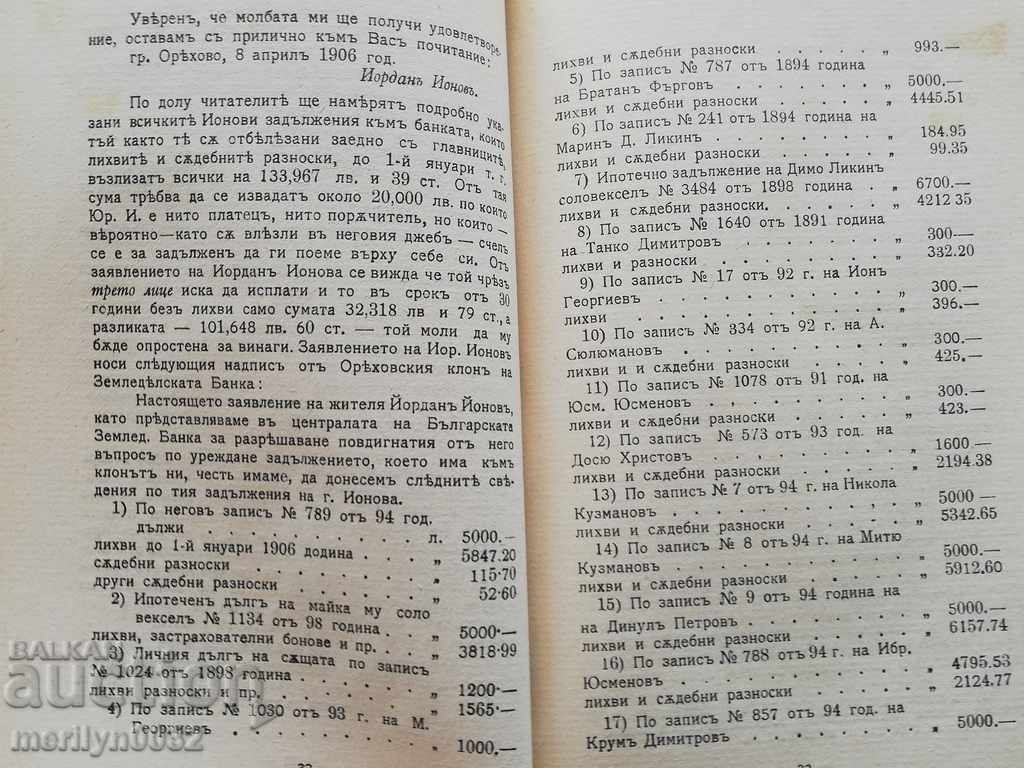 Увѣренъ, че молбата ми ще получи удовлетворе-
ние, оставамъ съ прилично къмъ Васъ почитание:
гр. Орѣхово, 8 априлъ 1906 год.
Иорданъ Ионовъ.
По долу читателитѣ ще намѣрятъ подробно ука-
зани всичкитѣ Ионови задължения къмъ банката, които
тъй както тѣ сѫ отбѣлѣзани заедно съ главницитѣ,
лихвитѣ и сѫдебнитѣ разноски, до 1-й януари т. г.
възлизатъ всички на 133,967 лв. и 39 ст. Отъ тая
сума трѣбва да се извадатъ около 20,000 лв. по които
Юр. И. е нито платецъ, нито порѫчитель, но които —
вѣроятно—като сѫ влѣзли въ неговия джебъ — счелъ
се е за задълженъ да ги поеме върху себе си. Отъ
заявлението на Иорданъ Ионова се вижда че той чрѣзъ
трето лице иска да исплати и то въ срокъ отъ 30
години безъ лихви само сумата 32,318 лв и 79 ст., а
разликата — 101,648 лв. 60 ст. — той моли да му
бѫде опростена за винаги. Заявлението на Иор. Ионовъ
носи слѣдующия надпис отъ Орѣховския клонъ на
Земледѣлската Банка:
Настоящето заявление на жителя Йорданъ Йоновъ,
като прѣдставляваме въ централата на Българската
Землед. Банка за разрѣшаване повдигнатия отъ него
въпросъ по уреждане задължението, което има къмъ
клонътъ ни, честь имаме, да донесемъ слѣднитѣ свѣ-
дения по тия задължения на г. Ионова.
1) По неговъ записъ № 789 отъ 94 год.
дължи . . . . . . . . л. 5000.-
лихви до 1-й януари 1906 додина . . . . „ 5847.20
сѫдебни разноски . . . . . . . . „ 115·70
други сѫдебни разноски . . . . . . „ 52·60
2) Ипотеченъ дългъ на майка му соло
вексель № 1134 отъ 98 година . . . . „ 5000·—
лихви, застрахователни бонове и пр. . . . „ 3818·99
3) Личния дългъ на сѫщата по записъ
№ 1024 отъ 1898 година . . . . . . „ 1200·—
лихви разноски и пр. . . . . . . . „ 1565·—
4) По записъ № 1030 отъ 93 г. на М.
Георгиевъ . . . . . . . . „ 1000.—
32
лихви и сѫдебни разноски . . . . . „ 993.—
5) По записъ № 787 отъ 1894 година
на Братанъ Фърговъ . . . . . . . „ 5000.—
лихви и сѫдебни разноски . . . . . „ 4445.51
6) По записъ № 241 отъ 1894 година на
Маринъ Д. Ликинъ . . . . . . . „ 184.95
лихви и сѫдебни разноски . . . . . „ 99.35
7) Ипотечно задължение на Димо Ликинъ
соловекселъ № 3484 отъ 1898 година . . „ 6700.—
лихви и сѫдебни разноски. . . . . . „ 4212 35
8) По записъ № 1640 отъ 1891 година
на Танко Димитровъ . . . . . . . „ 300—
лихви и разноски . . . . . . . . „ 332.20
9) По записъ № 17 отъ 92 г. на Ионъ
Георгиевъ . . . . . . . . . . „ 300.—
лихви . . . . . . . . . . . „ 396.—
10) По записъ № 334 отъ 92 г. на А.
Сюлюмановъ . . . . . . . . . „ 300.—
лихви и и сѫдебни разноски . . . . . „ 425.—
11) По записъ № 1078 отъ 91 год. на
Юсм. Юсменовъ . . . . . . . . „ 300.—
лихви и сѫдебни разноски . . . . . „ 423.—
12) По записъ № 573 отъ 93 год. на
Досю Христовъ . . . . . . . . „ 1600—
лихви и сѫдебни разноски . . . . . „ 2194.38
13) По записъ № 7 отъ 94 г. на Никола
Кузмановъ . . . . . . . . . „ 5000 —
лихви и сѫдебни разноски . . . . . „ 5342.65
14) По записъ № 8 отъ 94 г. на Митю
Кузмановъ . . . . . . . . . „ 5000.—
лихви и сѫдебни разноски . . . . . „ 5912.60
15) По записъ № 9 отъ 94 година на
на Динулъ Петровъ . . . . . . . „ 5000.—
лихви и сѫдебни разноски . . . . . „ 6157.74
16) По записъ № 788 отъ 94 г. на Ибр.
Юсменовъ . . . . . . . . . . „ 4795.53
лихви и сѫдебни разноски . . . . . „ 2124.77
17) По записъ № 857 отъ 94 год. на
Крумъ Димитровъ . . . . . . . . „ 5000.—
33
BALKAN
auction
merilyn0032